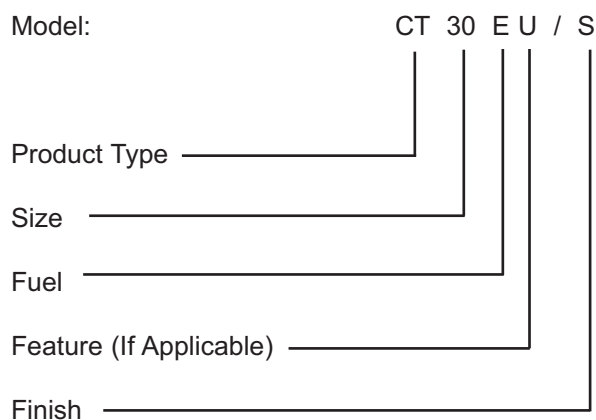 Model: CT 30 E U / S
Product Type
Size
Fuel
Feature (If Applicable)
Finish